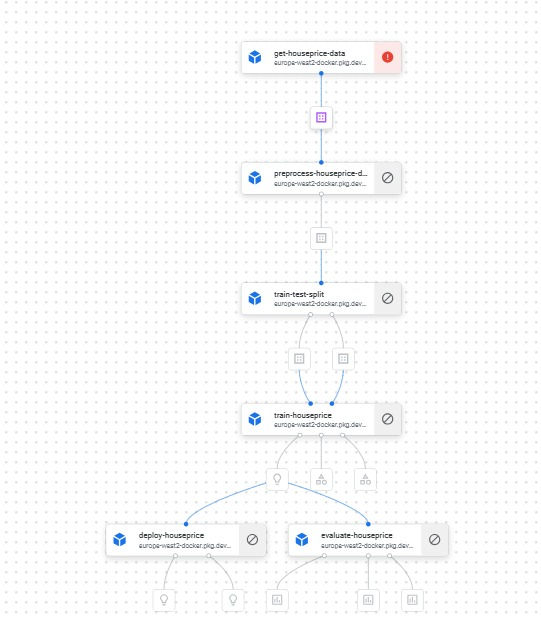 get-houseprice-data
europe-west2-docker.pkg.dev...
preprocess-houseprice-d...
europe-west2-docker.pkg.dev...
train-test-split
europe-west2-docker.pkg.dev...
train-houseprice
europe-west2-docker.pkg.dev...
deploy-houseprice
europe-west2-docker.pkg.dev...
evaluate-houseprice
europe-west2-docker.pkg.dev...